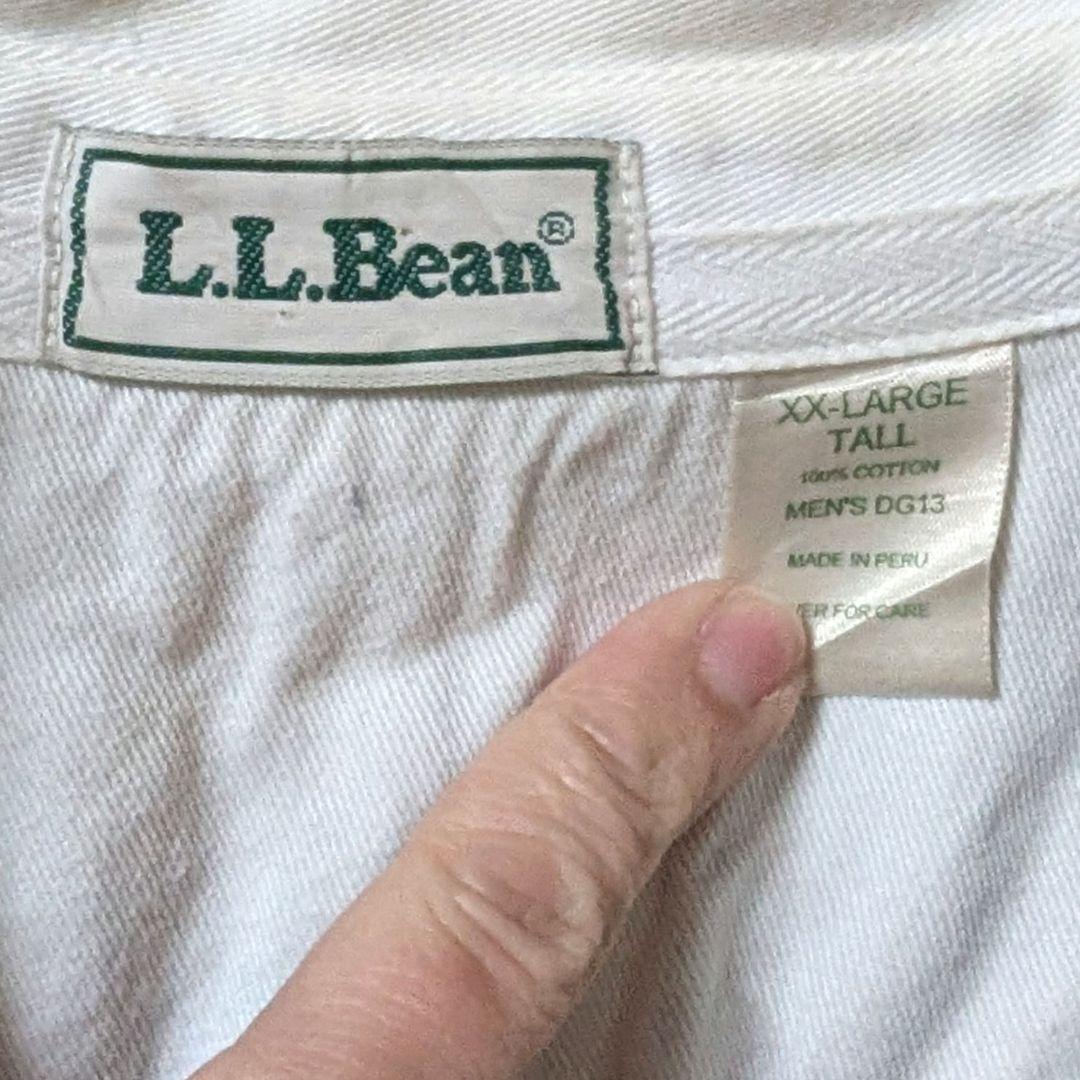 L.L.Bean®
XX-LARGE
TALL
100% COTTON
MEN'S DG13
MADE IN PERU
FOR CARE